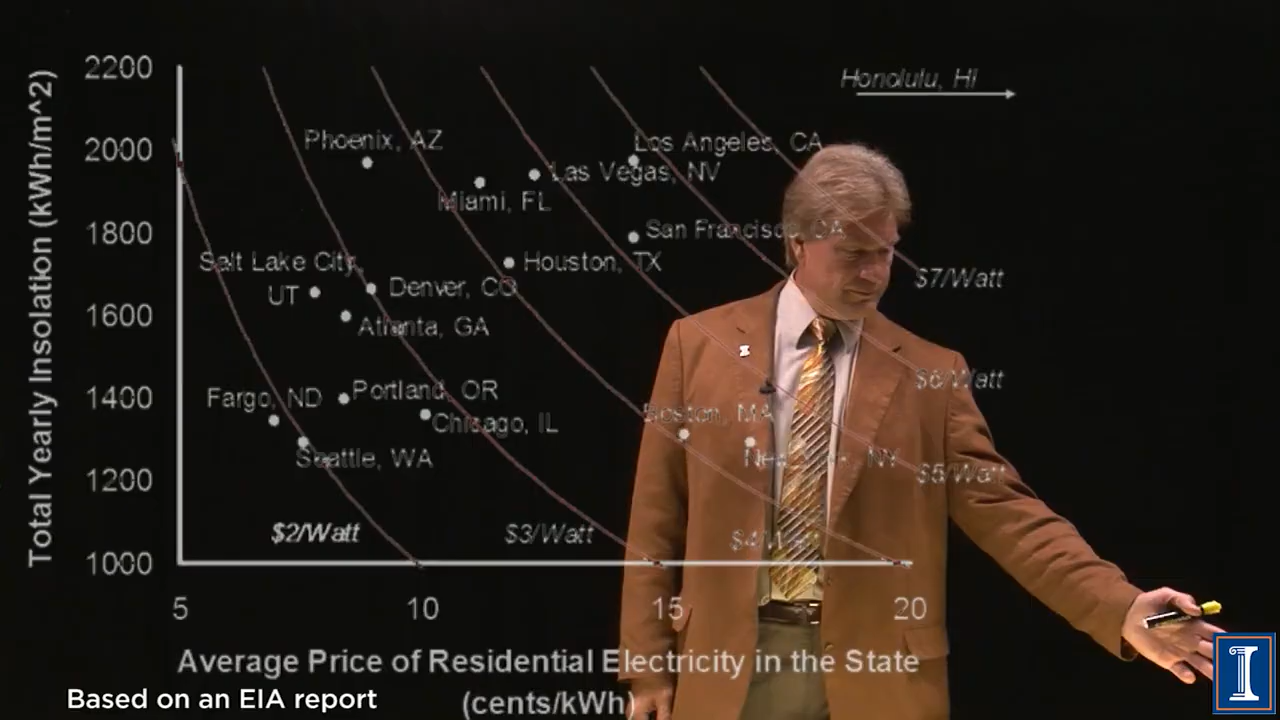 2200
2000
1800
1600
1400
1200
1000
Total Yearly Insolation (kWh/m^2)
Honolulu, HI
Phoenix, AZ
Los Angeles, CA
Las Vegas, NV
Miami, FL
San Francisco, CA
Salt Lake City,
UT
Houston, TX
$7/Watt
Denver, CO
Atlanta, GA
$6/Watt
Fargo, ND
Portland, OR
Chicago, IL
Boston, MA
Seattle, WA
NY
$5/Watt
$2/Watt
$3/Watt
$4/Watt
5
10
15
20
Average Price of Residential Electricity in the State
(cents/kWh)
Based on an EIA report
I